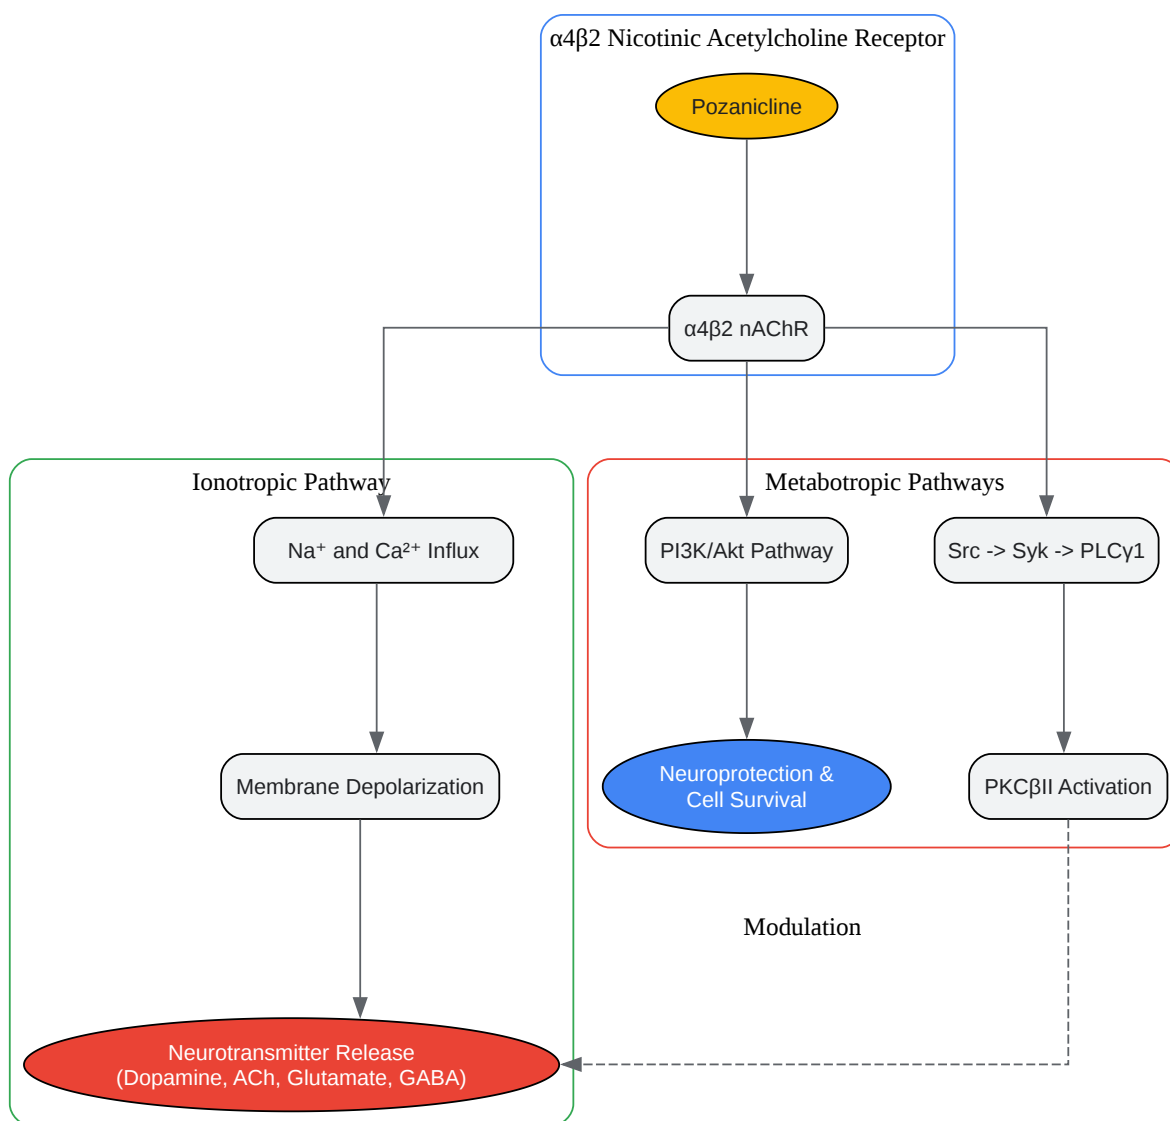 α4β2 Nicotinic Acetylcholine Receptor
Pozanicline
α4β2 nAChR
Ionotropic Pathway
Metabotropic Pathways
Na⁺ and Ca²⁺ Influx
PI3K/Akt Pathway
Src -> Syk -> PLCγ1
Membrane Depolarization
Neuroprotection &
Cell Survival
PKCβII Activation
Modulation
Neurotransmitter Release
(Dopamine, ACh, Glutamate, GABA)